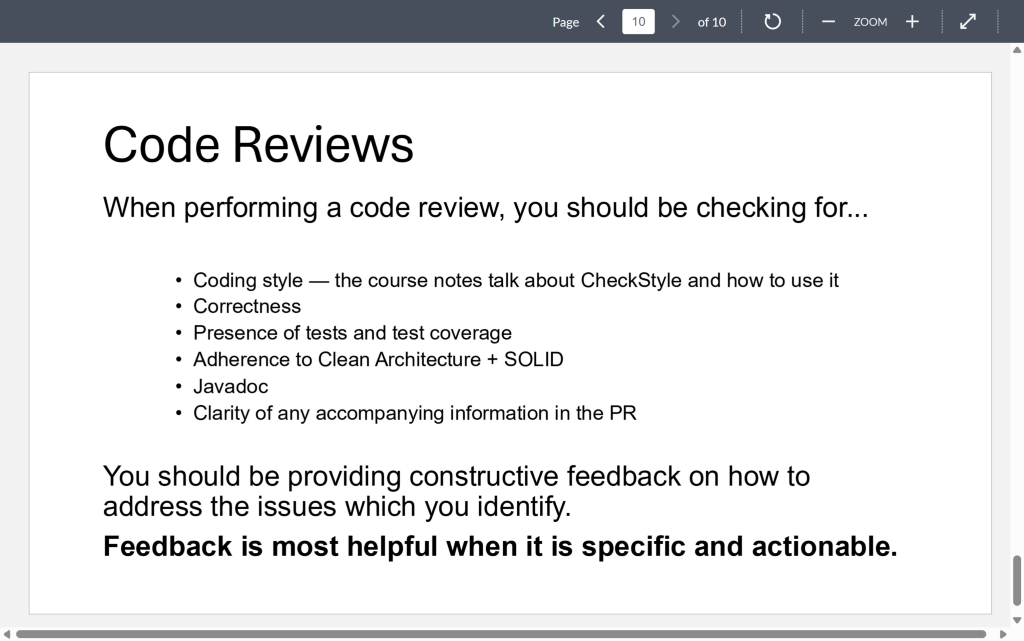 Page 10 of 10 ZOOM
Code Reviews
When performing a code review, you should be checking for...
• Coding style — the course notes talk about CheckStyle and how to use it
• Correctness
• Presence of tests and test coverage
• Adherence to Clean Architecture + SOLID
• Javadoc
• Clarity of any accompanying information in the PR
You should be providing constructive feedback on how to
address the issues which you identify.
Feedback is most helpful when it is specific and actionable.